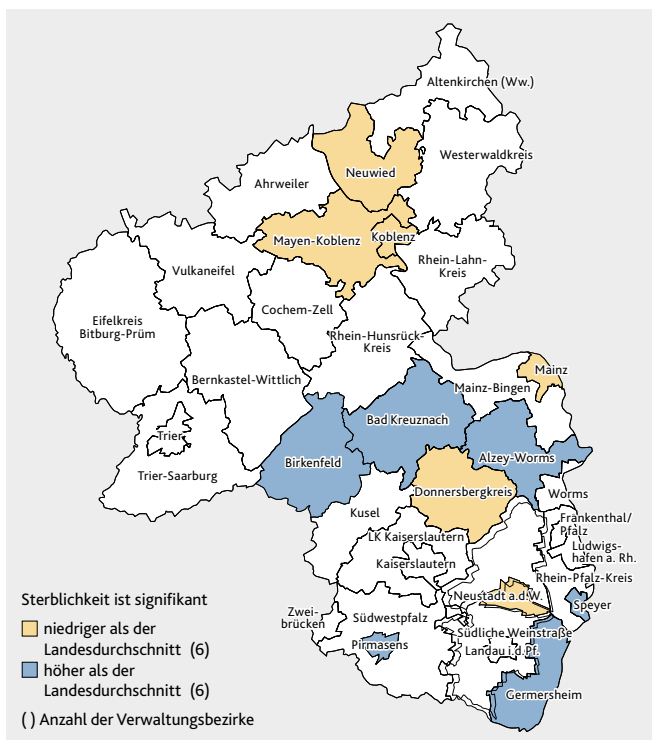 Altenkirchen (Ww.)
Westerwaldkreis
Neuwied
Ahrweiler
Mayen-Koblenz
Koblenz
Rhein-Lahn-
Kreis
Vulkaneifel
Cochem-Zell
Eifelkreis
Bitburg-Prüm
Rhein-Hunsrück-
Kreis
Mainz
Bernkastel-Wittlich
Mainz-Bingen
Bad Kreuznach
Trier
Alzey-Worms
Birkenfeld
Trier-Saarburg
Donnersbergkreis
Worms
Kusel
Frankenthal/
Pfalz
LK Kaiserslautern
Ludwigs-
hafen a. Rh.
Kaiserslautern
Rhein-Pfalz-Kreis
Neustadt a.d.W.
Speyer
Zwei-
brücken
Südwestpfalz
Südliche Weinstraße
Pirmasens
Landau i.d.Pf.
Germersheim
Sterblichkeit ist signifikant
niedriger als der
Landesdurchschnitt (6)
höher als der
Landesdurchschnitt (6)
( ) Anzahl der Verwaltungsbezirke